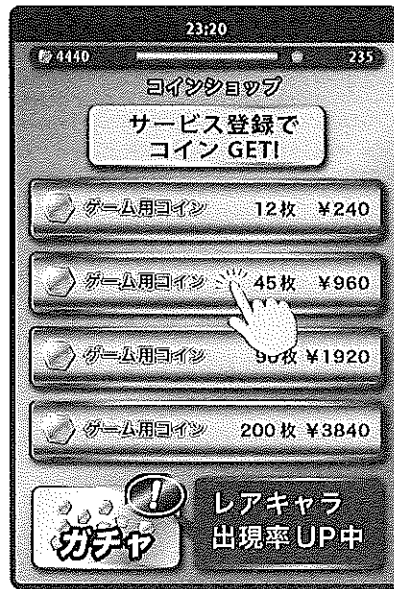 23:20
4440 235
コインショップ
サービス登録で
コイン GET!
ゲーム用コイン 12枚 ¥240
ゲーム用コイン 45枚 ¥960
ゲーム用コイン 90枚 ¥1920
ゲーム用コイン 200枚 ¥3840
!
ガチャ
レアキャラ
出現率UP中